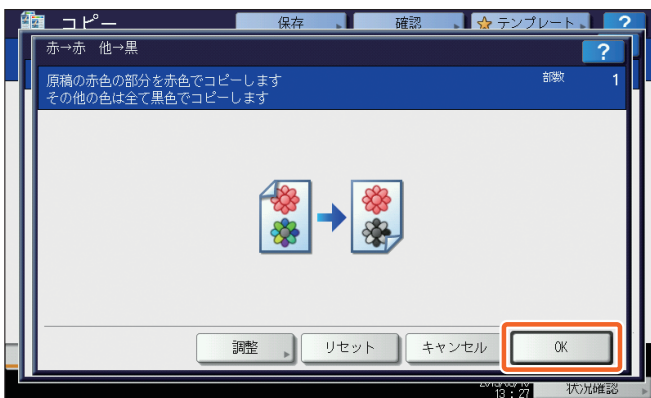 コピー
保存
確認
テンプレート
?
赤→赤 他→黒
?
原稿の赤色の部分を赤色でコピーします
その他の色は全て黒色でコピーします
部数 1
調整
リセット
キャンセル
OK
13 : 27
状況確認